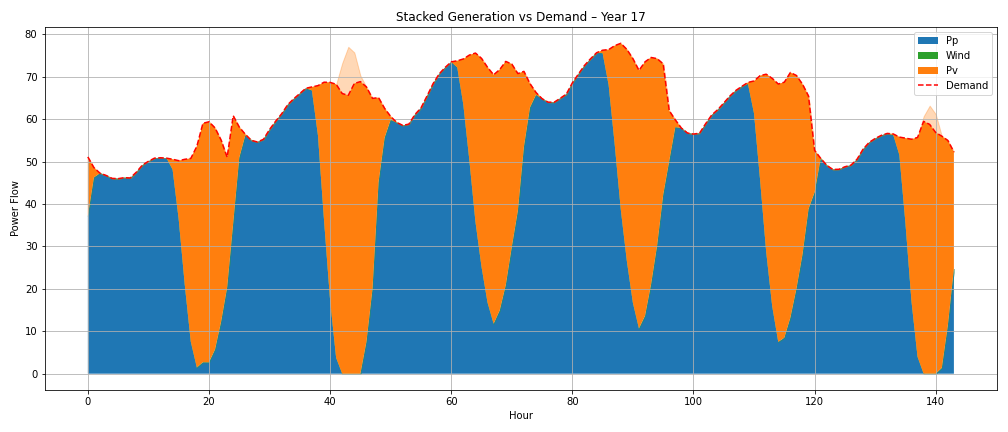 Stacked Generation vs Demand – Year 17
80
70
60
50
40
30
20
10
0
Power Flow
Pp
Wind
Pv
Demand
0 20 40 60 80 100 120 140
Hour